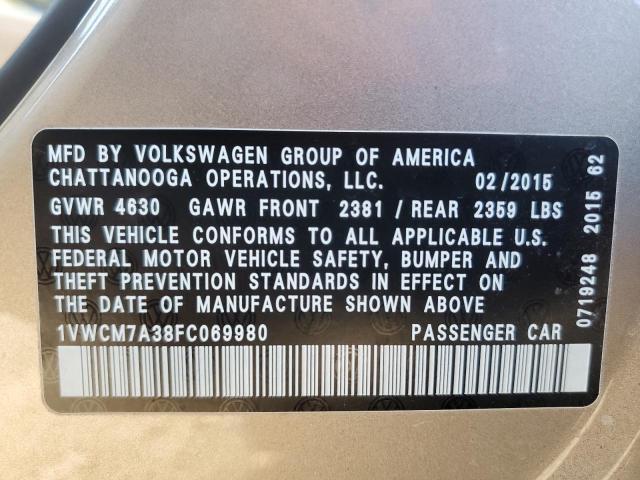 MFD BY VOLKSWAGEN GROUP OF AMERICA
CHATTANOOGA OPERATIONS, LLC. 02/2015
GVWR 4630 GAWR FRONT 2381 / REAR 2359 LBS
THIS VEHICLE CONFORMS TO ALL APPLICABLE U.S.
FEDERAL MOTOR VEHICLE SAFETY, BUMPER AND
THEFT PREVENTION STANDARDS IN EFFECT ON
THE DATE OF MANUFACTURE SHOWN ABOVE
1VWCM7A38FC069980 PASSENGER CAR
0719248 2015 62